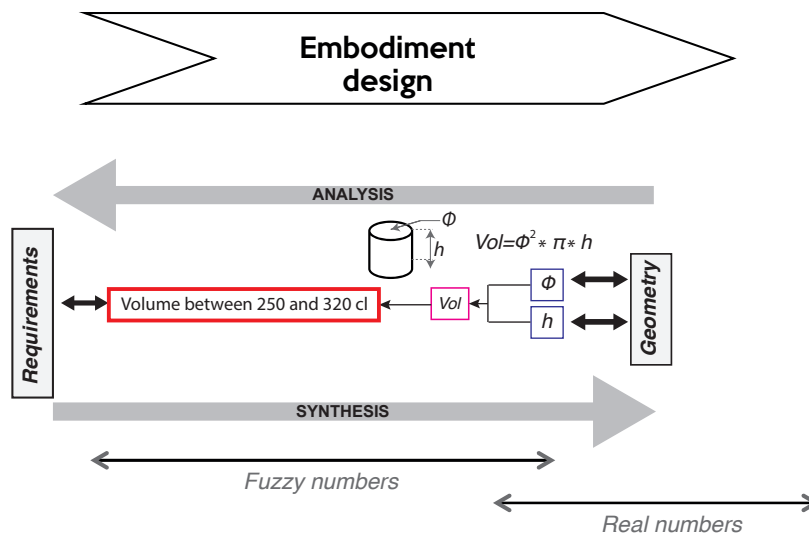 Embodiment
design
ANALYSIS
Φ
h
Vol=Φ²* π* h
Requirements
Volume between 250 and 320 cl
Vol
Φ
h
Geometry
SYNTHESIS
Fuzzy numbers
Real numbers